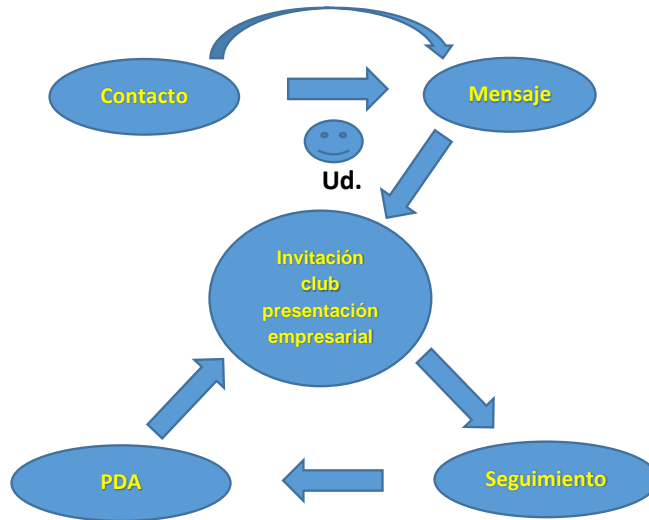 Contacto
Mensaje
Ud.
Invitación
club
presentación
empresarial
PDA
Seguimiento